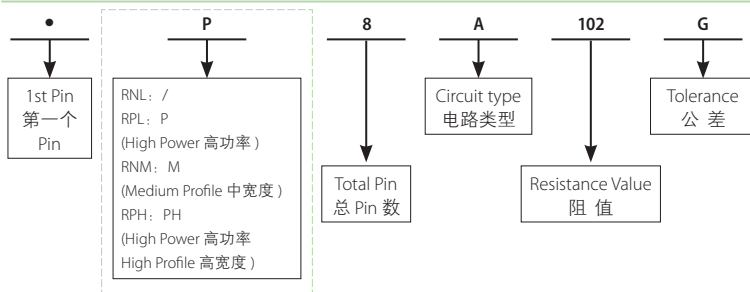 • P 8 A 102 G
1st Pin
第一个
Pin
RNL：/
RPL：P
(High Power 高功率 )
RNM：M
(Medium Profile 中宽度 )
RPH：PH
(High Power 高功率
High Profile 高宽度 )
Total Pin
总 Pin 数
Circuit type
电路类型
Resistance Value
阻 值
Tolerance
公 差